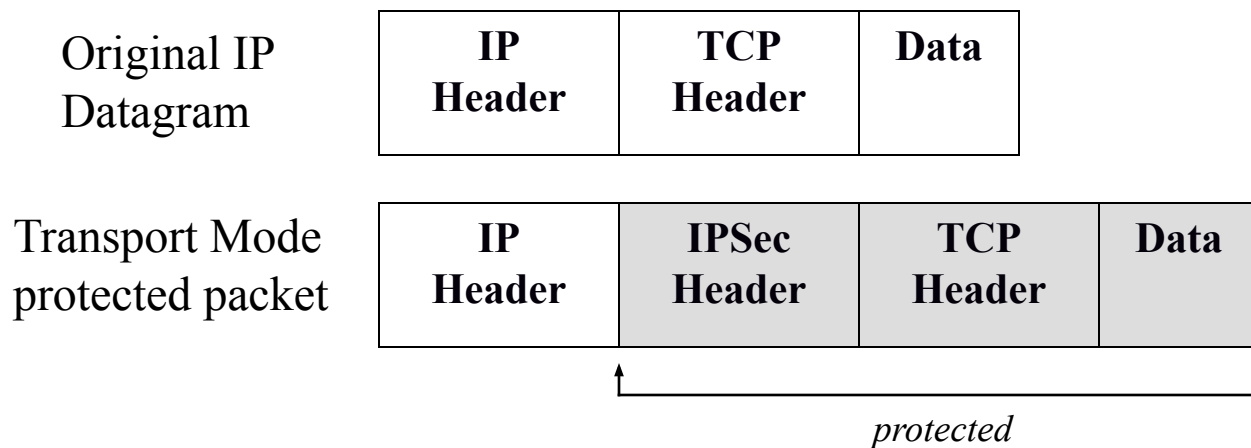 Original IP
Datagram
IP
Header
TCP
Header
Data
Transport Mode
protected packet
IP
Header
IPSec
Header
TCP
Header
Data
protected